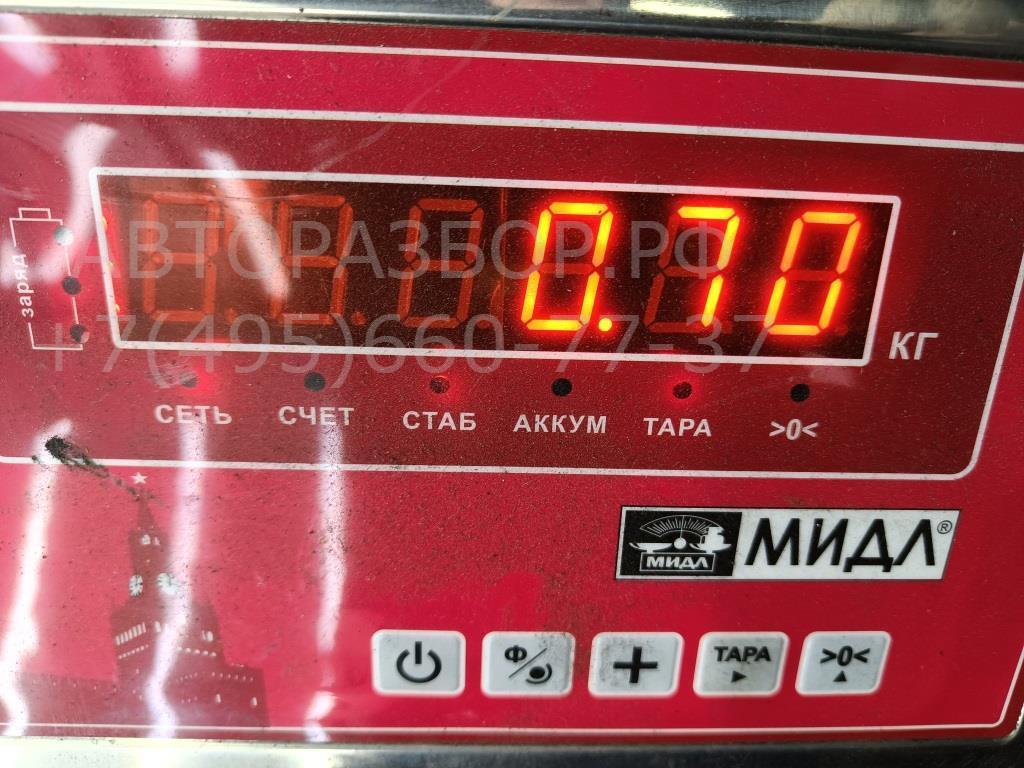 0.70
АВТОРАЗБОР.РФ
+7(495)660-77-37
заряд
КГ
СЕТЬ СЧЕТ СТАБ АККУМ ТАРА >0<
МИДЛ МИДЛ®
Ф ТАРА >0<